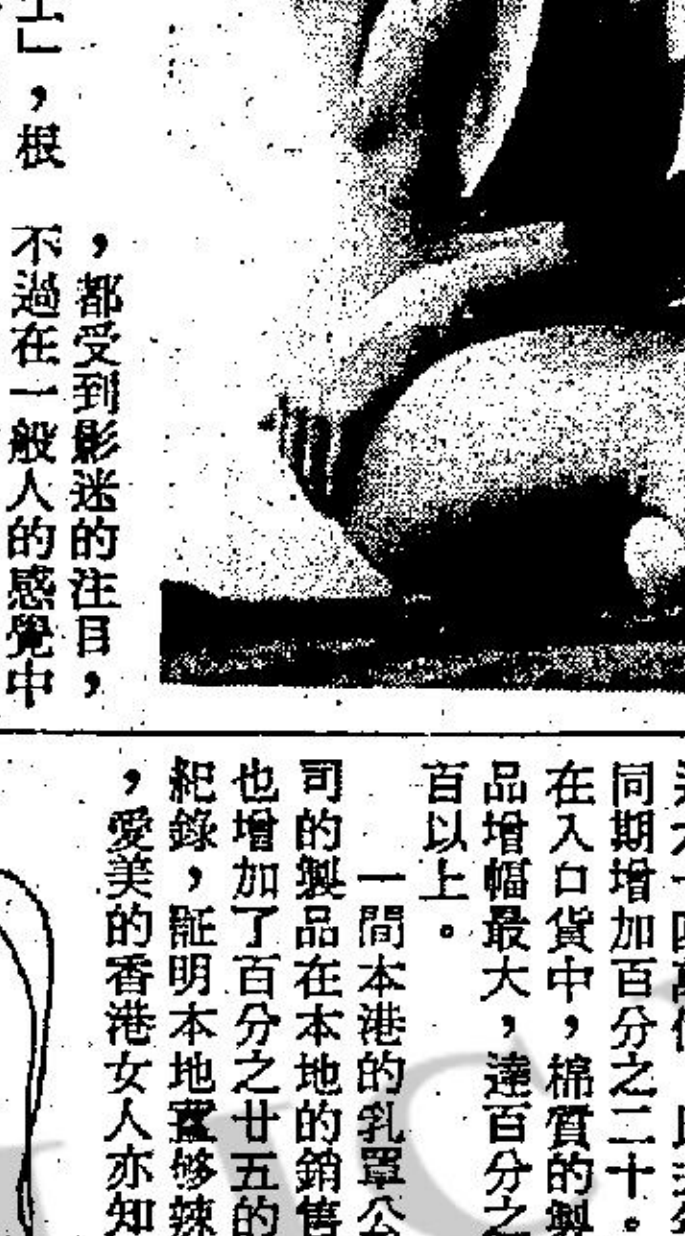 」，根
，都受到影迷的注目，
不過在一般人的感覺中
同期增加百分之二十。
在入口貨中，棉質的製
品增幅最大，達百分之
百以上。
一間本港的乳罩公
司的製品在本地的銷售
也增加了百分之廿五的
紀錄，証明本地貨够辣
，愛美的香港女人亦知